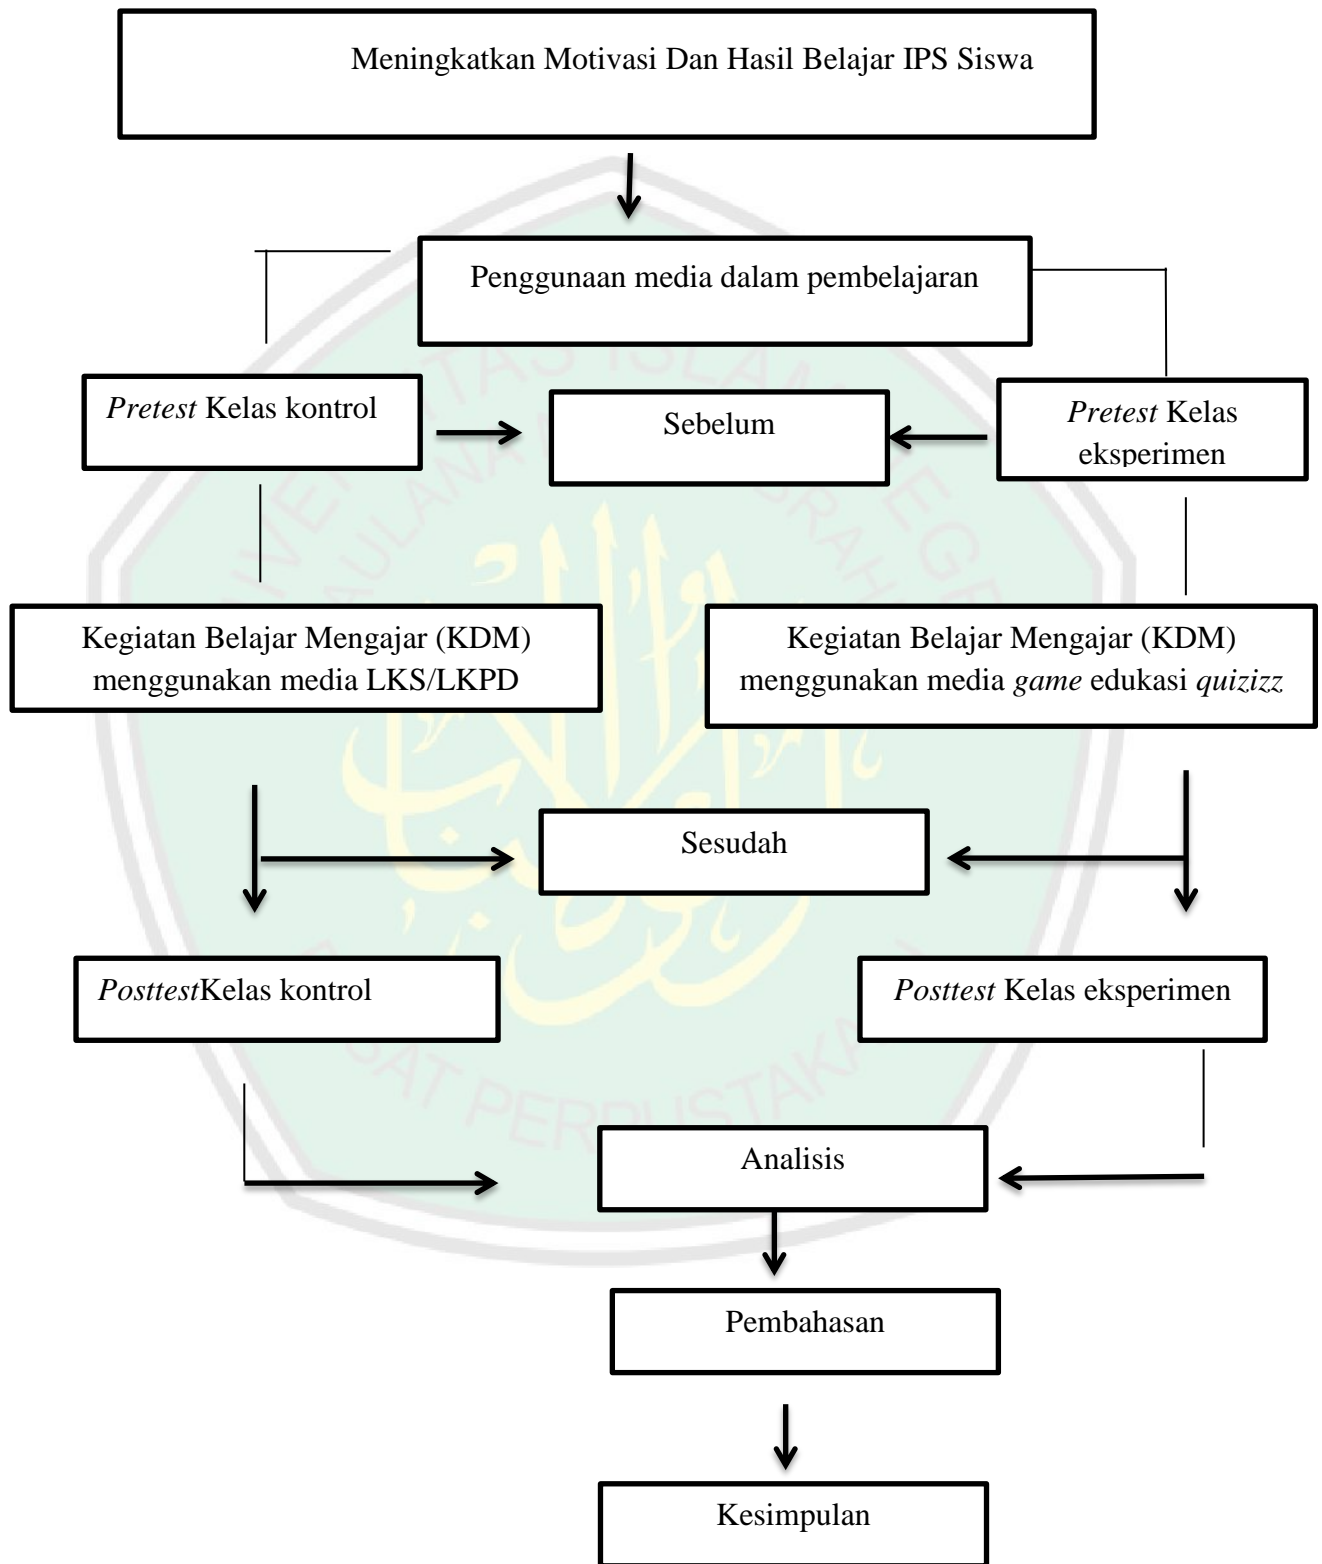 Meningkatkan Motivasi Dan Hasil Belajar IPS Siswa
Penggunaan media dalam pembelajaran
Pretest Kelas kontrol
Sebelum
Pretest Kelas
eksperimen
Kegiatan Belajar Mengajar (KDM)
menggunakan media LKS/LKPD
Kegiatan Belajar Mengajar (KDM)
menggunakan media game edukasi quizizz
Sesudah
PosttestKelas kontrol
Posttest Kelas eksperimen
Analisis
Pembahasan
Kesimpulan